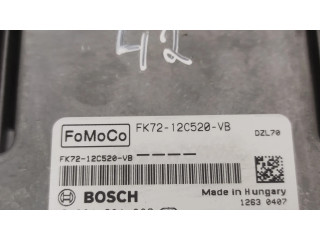 42
FoMoCo FK72-12C520-VB DZL70
FK72-12C520-VB — — — —
BOSCH Made in Hungary
1263 0407